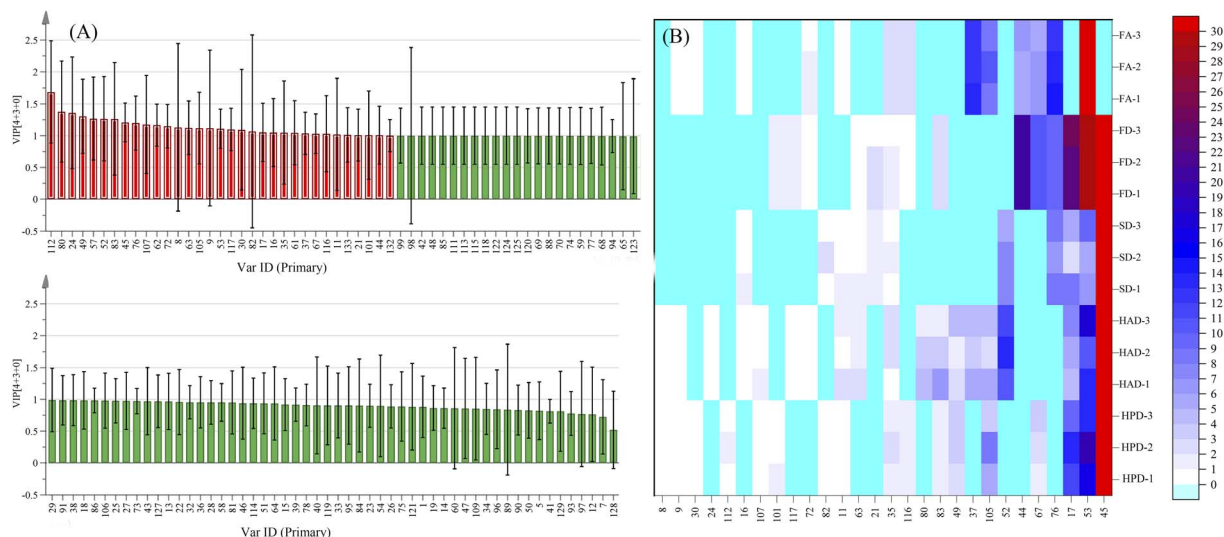 (A)
VIP[4+3+0]
2.5
2
1.5
1
0.5
0
-0.5
112 80 24 49 57 52 83 45 76 107 62 72 8 63 105 9 53 117 30 82 17 16 35 61 37 67 116 11 133 21 101 44 132 99 98 42 48 85 111 113 115 118 122 124 125 120 69 88 70 74 59 77 68 94 65 123
Var ID (Primary)
VIP[4+3+0]
2.5
2
1.5
1
0.5
0
-0.5
29 91 38 18 86 106 25 27 73 127 13 22 32 36 28 58 81 46 114 51 64 15 39 78 40 119 33 95 84 23 54 26 75 121 1 19 14 60 47 109 34 96 89 90 50 5 41 129 93 97 12 7 128
Var ID (Primary)
(B)
FA-3
FA-2
FA-1
FD-3
FD-2
FD-1
SD-3
SD-2
SD-1
HAD-3
HAD-2
HAD-1
HPD-3
HPD-2
HPD-1
8 9 30 24 112 107 101 117 72 82 11 63 21 35 116 80 83 49 37 105 52 44 67 76 17 53 45
30
29
28
27
26
25
24
23
22
21
20
19
18
17
16
15
14
13
12
11
10
9
8
7
6
5
4
3
2
1
0